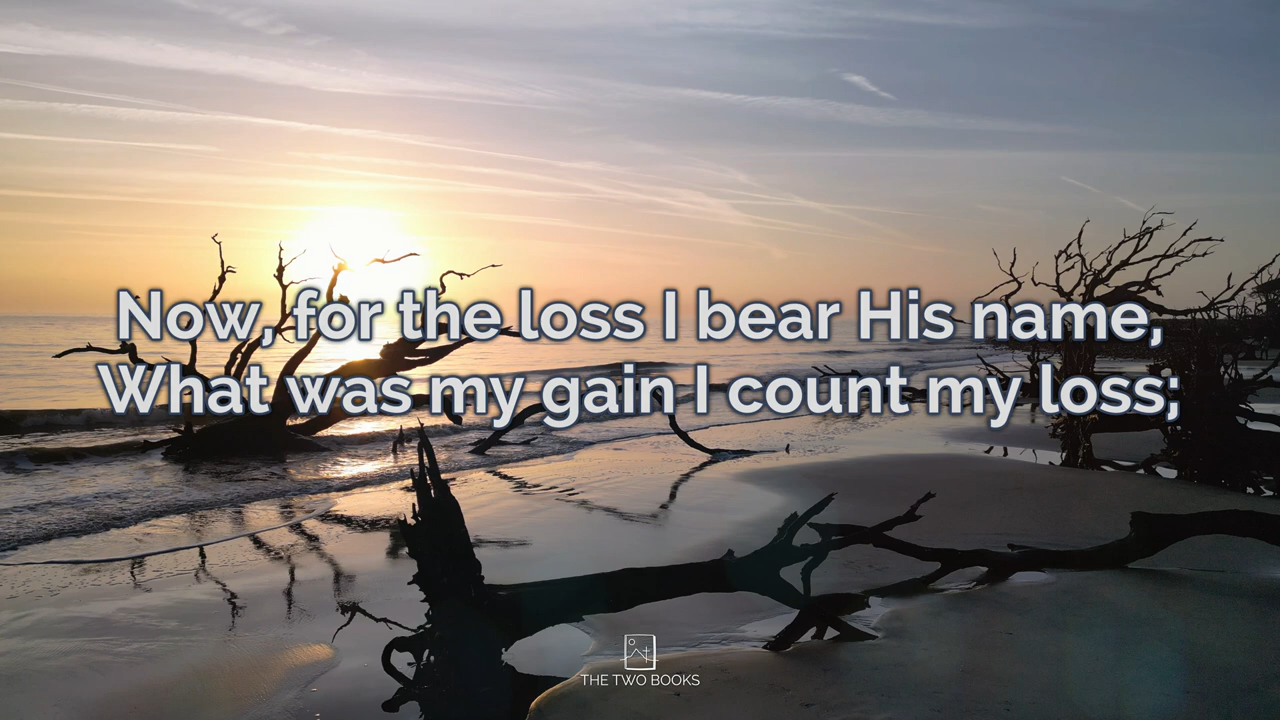 Now, for the loss I bear His name,
What was my gain I count my loss;
THE TWO BOOKS